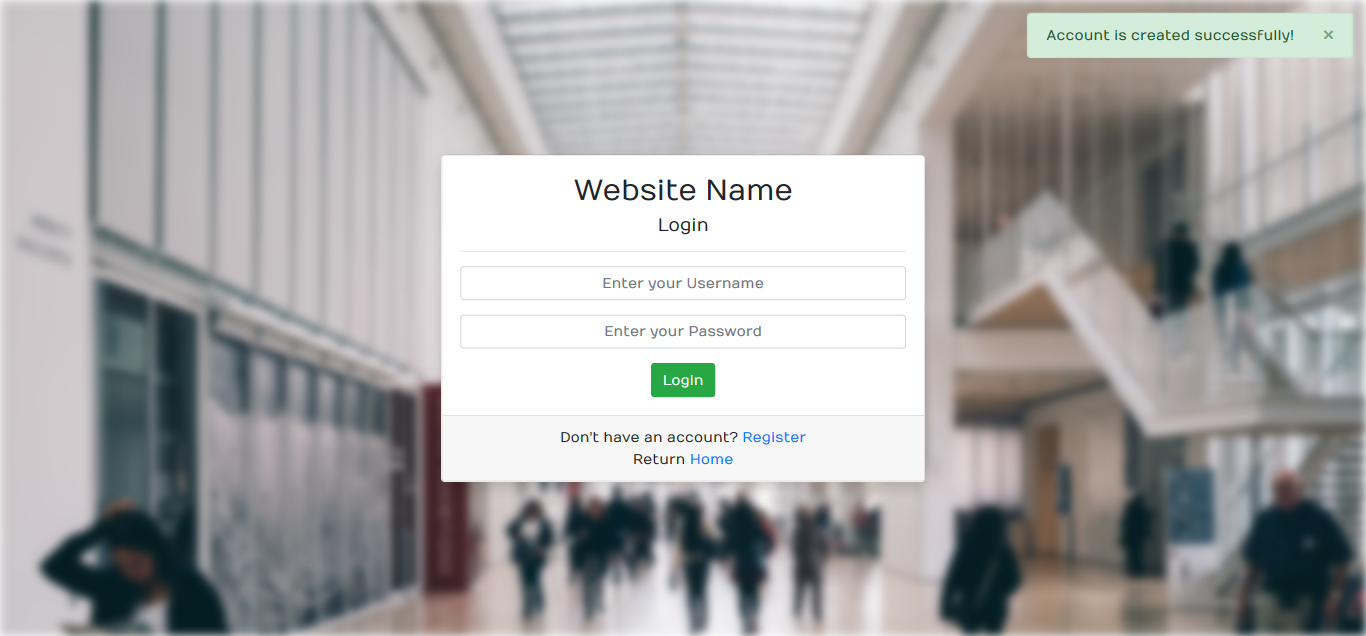 Account is created successfully! ×
Website Name
Login
Enter your Username
Enter your Password
Login
Don't have an account? Register
Return Home